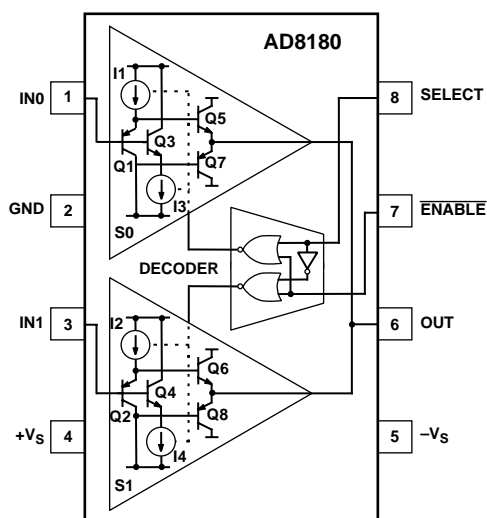 AD8180
IN0
1
I1
Q5
8
SELECT
Q3
Q1
Q7
GND
2
I3
7
ENABLE
S0
DECODER
IN1
3
I2
6
OUT
Q6
Q4
Q2
Q8
+VS
4
I4
5
–VS
S1